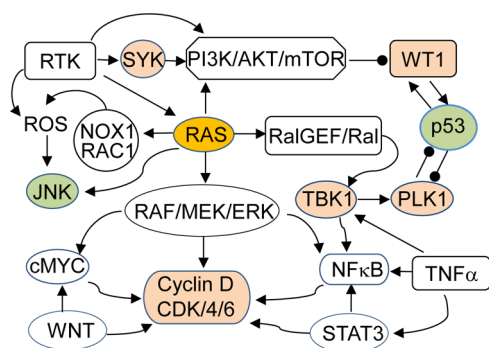 RTK
SYK
PI3K/AKT/mTOR
WT1
ROS
NOX1
RAC1
RAS
RalGEF/Ral
p53
JNK
TBK1
PLK1
RAF/MEK/ERK
cMYC
Cyclin D
CDK/4/6
NFκB
TNFα
WNT
STAT3